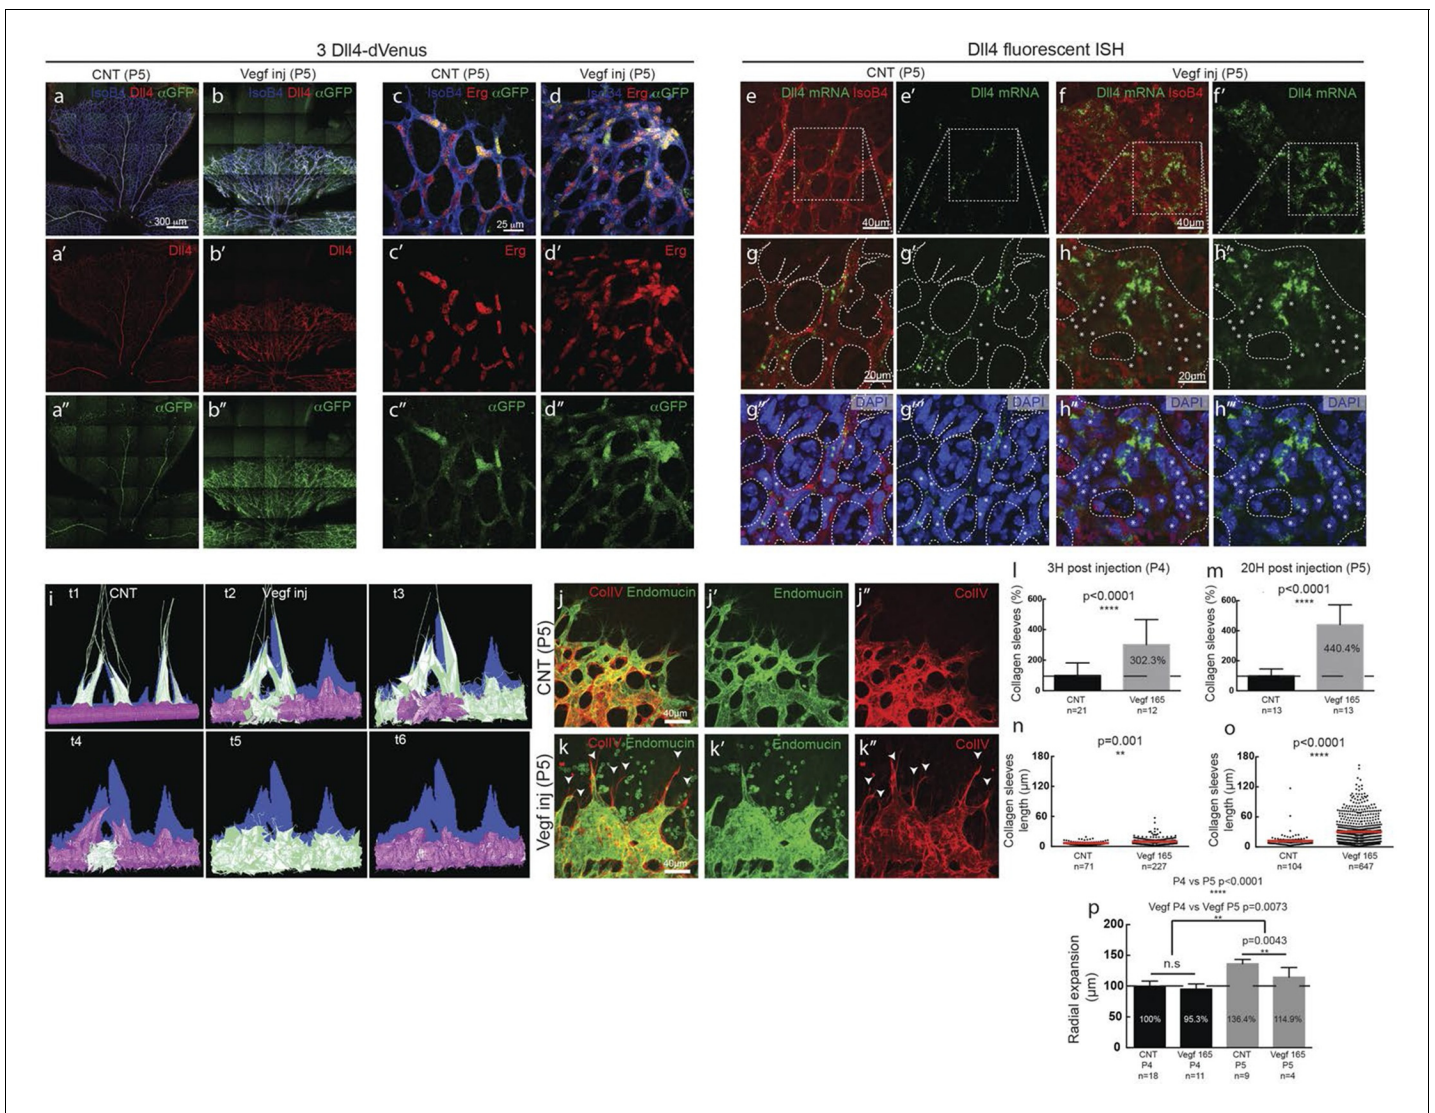 3 Dll4-dVenus
CNT (P5)
Vegf inj (P5)
CNT (P5)
Vegf inj (P5)
a IsoB4 Dll4 αGFP
b IsoB4 Dll4 αGFP
c IsoB4 Erg αGFP
d IsoB4 Erg αGFP
300 µm
25 µm
a′ Dll4
b′ Dll4
c′ Erg
d′ Erg
a″ αGFP
b″ αGFP
c″ αGFP
d″ αGFP
Dll4 fluorescent ISH
CNT (P5)
Vegf inj (P5)
e Dll4 mRNA IsoB4
e′ Dll4 mRNA
f Dll4 mRNA IsoB4
f′ Dll4 mRNA
40µm
40µm
g
g′
h
h′
20µm
20µm
g″ DAPI
g‴ DAPI
h″ DAPI
h‴ DAPI
i t1 CNT
t2 Vegf inj
t3
t4
t5
t6
CNT (P5)
j ColIV Endomucin
j′ Endomucin
j″ ColIV
40µm
Vegf inj (P5)
k ColIV Endomucin
k′ Endomucin
k″ ColIV
40µm
l 3H post injection (P4)
Collagen sleeves (%)
600
400
200
0
p<0.0001
****
302.3%
CNT
n=21
Vegf 165
n=12
m 20H post injection (P5)
Collagen sleeves (%)
600
400
200
0
p<0.0001
****
440.4%
CNT
n=13
Vegf 165
n=13
n
Collagen sleeves
length (µm)
180
120
60
0
p=0.001
**
CNT
n=71
Vegf 165
n=227
o
Collagen sleeves
length (µm)
180
120
60
0
p<0.0001
****
CNT
n=104
Vegf 165
n=647
p
P4 vs P5 p<0.0001
****
Vegf P4 vs Vegf P5 p=0.0073
**
p=0.0043
**
n.s
Radial expansion
(µm)
200
150
100
50
0
100%
95.3%
136.4%
114.9%
CNT
P4
n=18
Vegf 165
P4
n=11
CNT
P5
n=9
Vegf 165
P5
n=4